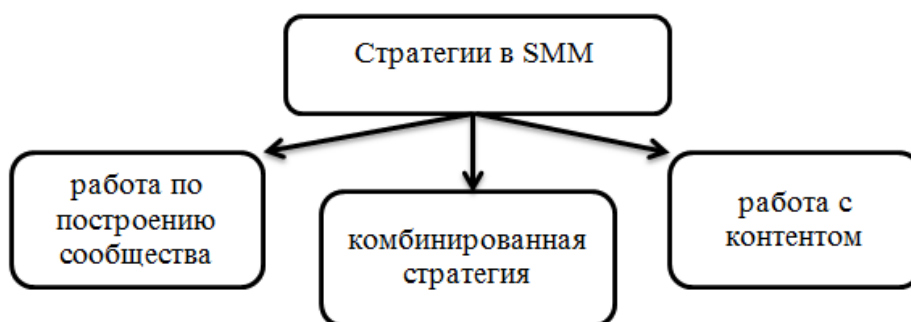 Стратегии в SMM
работа по
построению
сообщества
комбинированная
стратегия
работа с
контентом